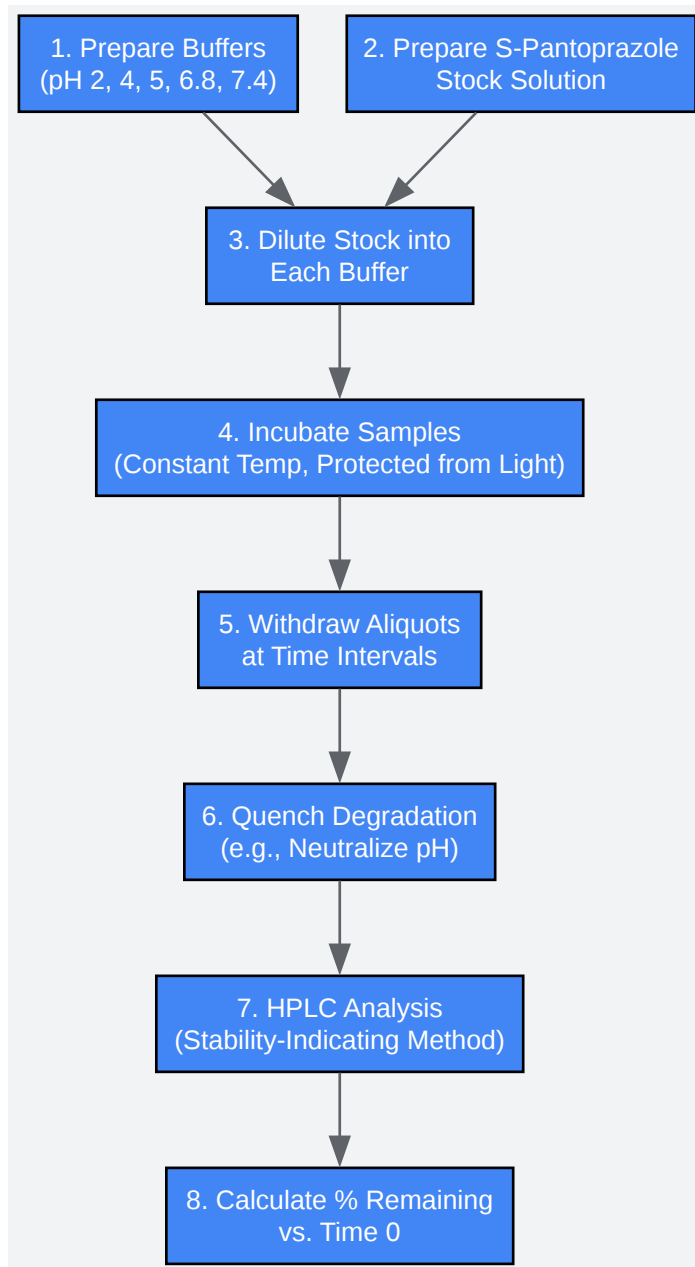 1. Prepare Buffers
(pH 2, 4, 5, 6.8, 7.4)
2. Prepare S-Pantoprazole
Stock Solution
3. Dilute Stock into
Each Buffer
4. Incubate Samples
(Constant Temp, Protected from Light)
5. Withdraw Aliquots
at Time Intervals
6. Quench Degradation
(e.g., Neutralize pH)
7. HPLC Analysis
(Stability-Indicating Method)
8. Calculate % Remaining
vs. Time 0